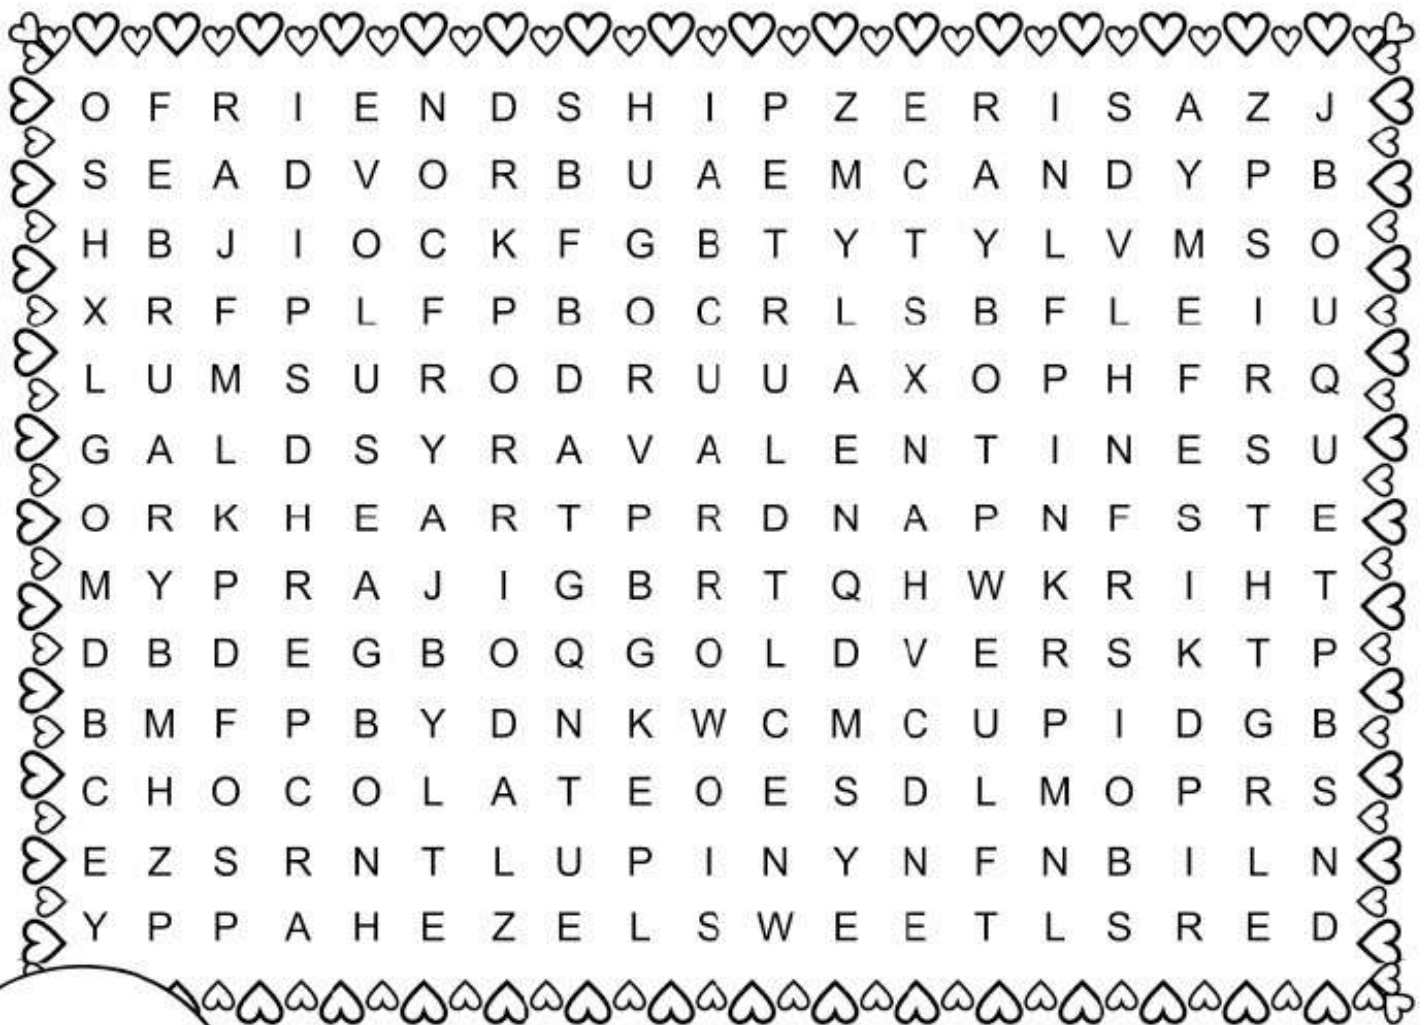 O F R I E N D S H I P Z E R I S A Z J
S E A D V O R B U A E M C A N D Y P B
H B J I O C K F G B T Y T Y L V M S O
X R F P L F P B O C R L S B F L E I U
L U M S U R O D R U U A X O P H F R Q
G A L D S Y R A V A L E N T I N E S U
O R K H E A R T P R D N A P N F S T E
M Y P R A J I G B R T Q H W K R I H T
D B D E G B O Q G O L D V E R S K T P
B M F P B Y D N K W C M C U P I D G B
C H O C O L A T E O E S D L M O P R S
E Z S R N T L U P I N Y N F N B I L N
Y P P A H E Z E L S W E E T L S R E D